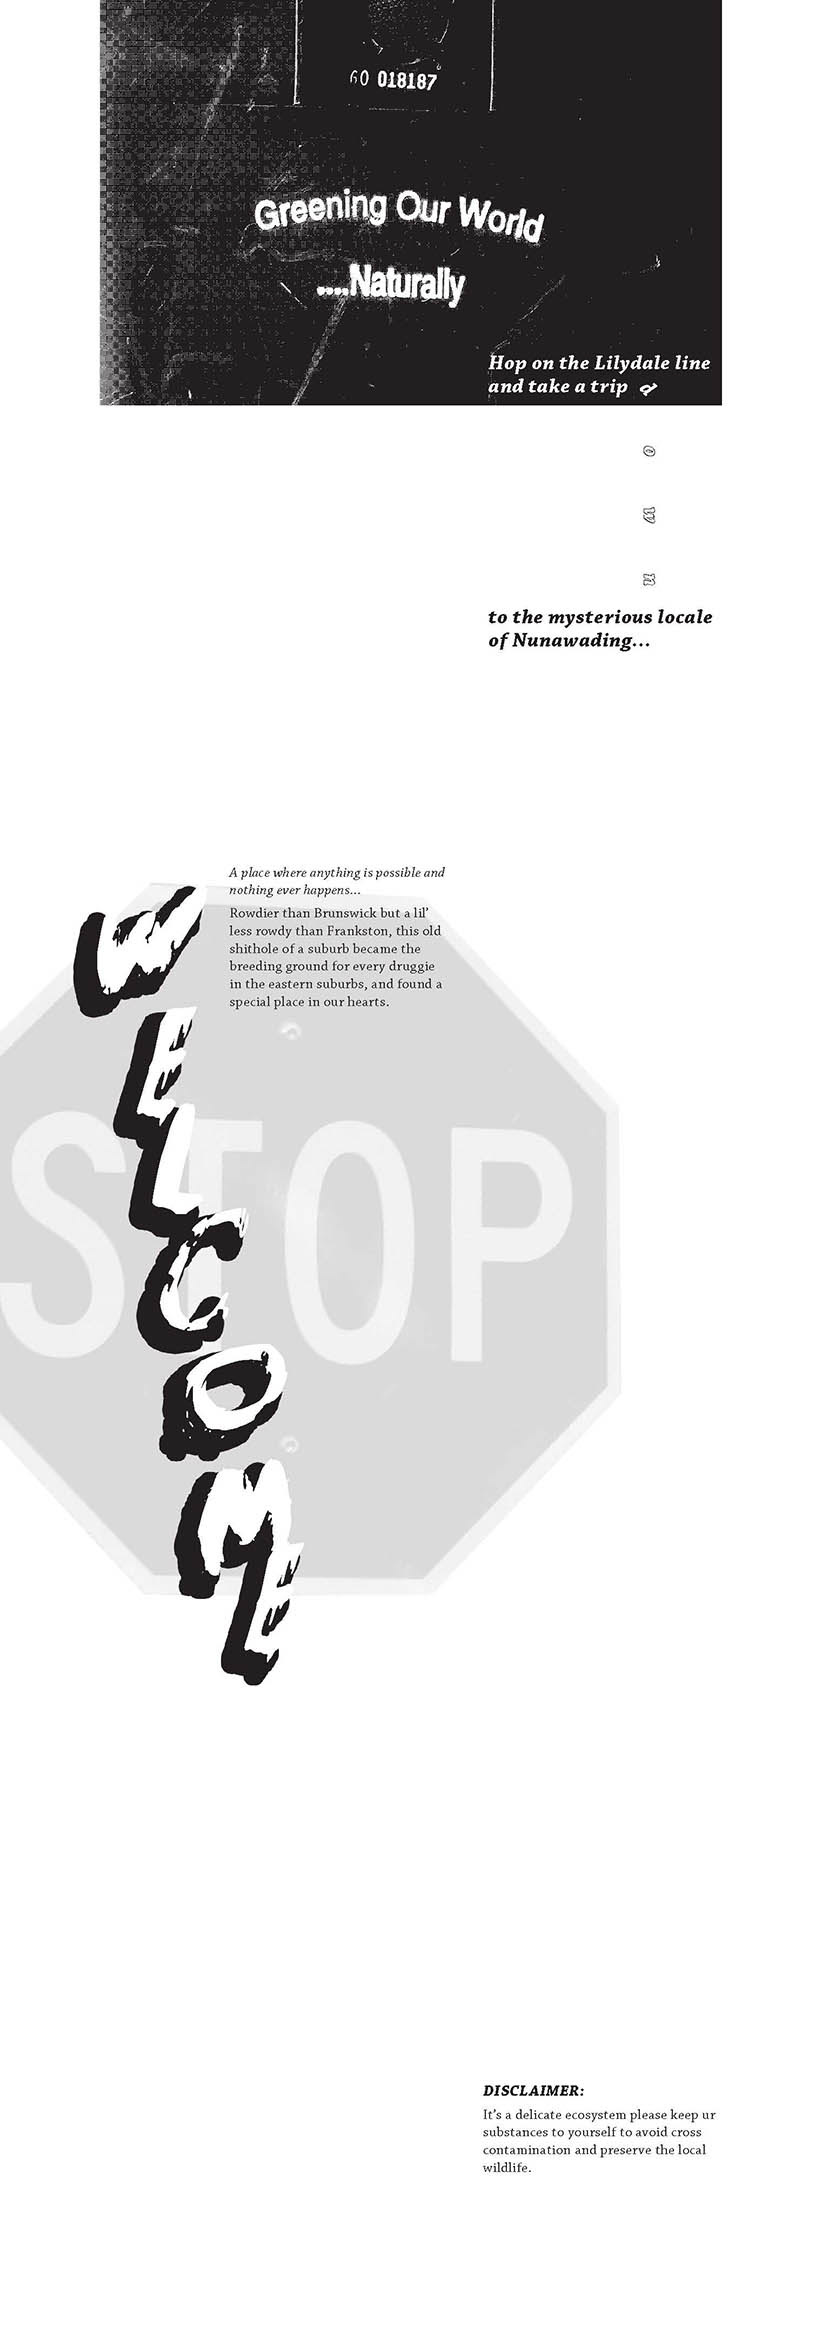 60 018187
Greening Our World
....Naturally
Hop on the Lilydale line
and take a trip d
o
w
n
to the mysterious locale
of Nunawading...
A place where anything is possible and
nothing ever happens...
Rowdier than Brunswick but a lil'
less rowdy than Frankston, this old
shithole of a suburb became the
breeding ground for every druggie
in the eastern suburbs, and found a
special place in our hearts.
WELCOME
STOP
DISCLAIMER:
It's a delicate ecosystem please keep ur
substances to yourself to avoid cross
contamination and preserve the local
wildlife.